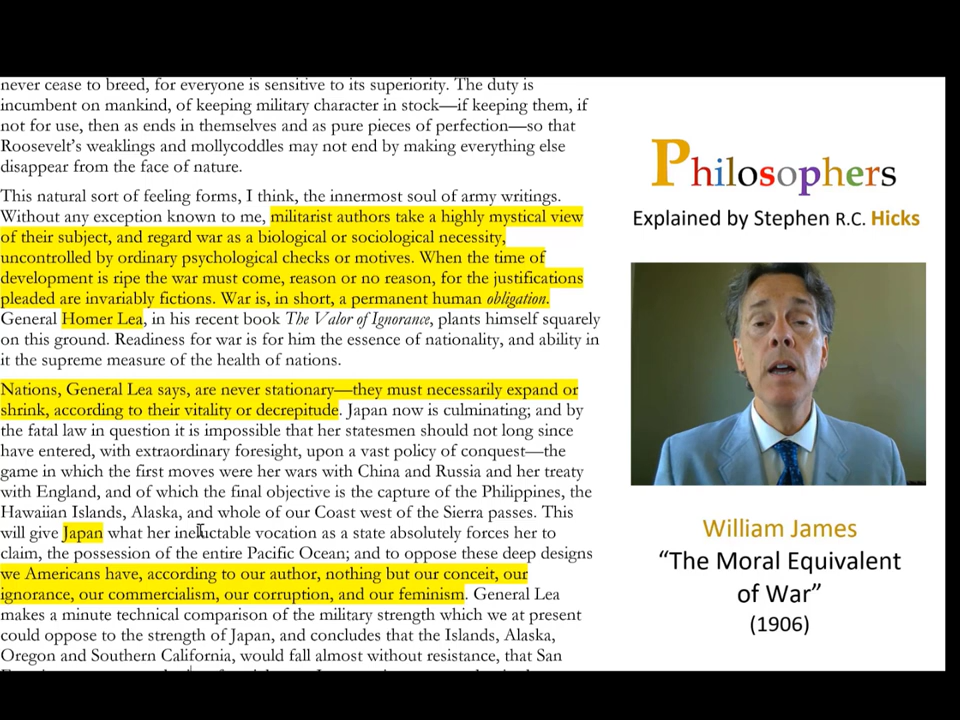 never cease to breed, for everyone is sensitive to its superiority. The duty is
incumbent on mankind, of keeping military character in stock—if keeping them, if
not for use, then as ends in themselves and as pure pieces of perfection—so that
Roosevelt's weaklings and mollycoddles may not end by making everything else
disappear from the face of nature.
This natural sort of feeling forms, I think, the innermost soul of army writings.
Without any exception known to me, militarist authors take a highly mystical view
of their subject, and regard war as a biological or sociological necessity,
uncontrolled by ordinary psychological checks or motives. When the time of
development is ripe the war must come, reason or no reason, for the justifications
pleaded are invariably fictions. War is, in short, a permanent human obligation.
General Homer Lea, in his recent book The Valor of Ignorance, plants himself squarely
on this ground. Readiness for war is for him the essence of nationality, and ability in
it the supreme measure of the health of nations.
Nations, General Lea says, are never stationary—they must necessarily expand or
shrink, according to their vitality or decrepitude. Japan now is culminating; and by
the fatal law in question it is impossible that her statesmen should not long since
have entered, with extraordinary foresight, upon a vast policy of conquest—the
game in which the first moves were her wars with China and Russia and her treaty
with England, and of which the final objective is the capture of the Philippines, the
Hawaiian Islands, Alaska, and whole of our Coast west of the Sierra passes. This
will give Japan what her ineluctable vocation as a state absolutely forces her to
claim, the possession of the entire Pacific Ocean; and to oppose these deep designs
we Americans have, according to our author, nothing but our conceit, our
ignorance, our commercialism, our corruption, and our feminism. General Lea
makes a minute technical comparison of the military strength which we at present
could oppose to the strength of Japan, and concludes that the Islands, Alaska,
Oregon and Southern California, would fall almost without resistance, that San
Philosophers
Explained by Stephen R.C. Hicks
William James
“The Moral Equivalent
of War”
(1906)